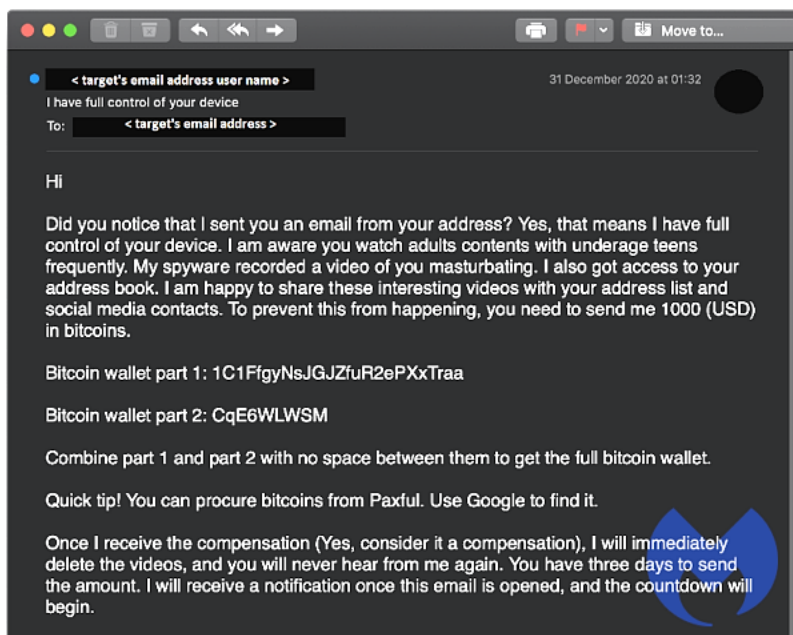 Move to...
< target's email address user name >
31 December 2020 at 01:32
I have full control of your device
To:
< target's email address >
Hi
Did you notice that I sent you an email from your address? Yes, that means I have full
control of your device. I am aware you watch adults contents with underage teens
frequently. My spyware recorded a video of you masturbating. I also got access to your
address book. I am happy to share these interesting videos with your address list and
social media contacts. To prevent this from happening, you need to send me 1000 (USD)
in bitcoins.
Bitcoin wallet part 1: 1C1FfgyNsJGJZfuR2ePXxTraa
Bitcoin wallet part 2: CqE6WLWSM
Combine part 1 and part 2 with no space between them to get the full bitcoin wallet.
Quick tip! You can procure bitcoins from Paxful. Use Google to find it.
Once I receive the compensation (Yes, consider it a compensation), I will immediately
delete the videos, and you will never hear from me again. You have three days to send
the amount. I will receive a notification once this email is opened, and the countdown will
begin.